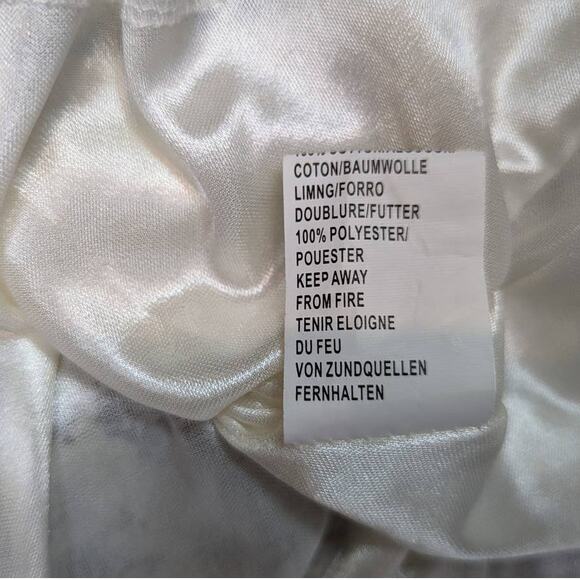 COTON/BAUMWOLLE
LIMNG/FORRO
DOUBLURE/FUTTER
100% POLYESTER/
POUESTER
KEEP AWAY
FROM FIRE
TENIR ELOIGNE
DU FEU
VON ZUNDQUELLEN
FERNHALTEN